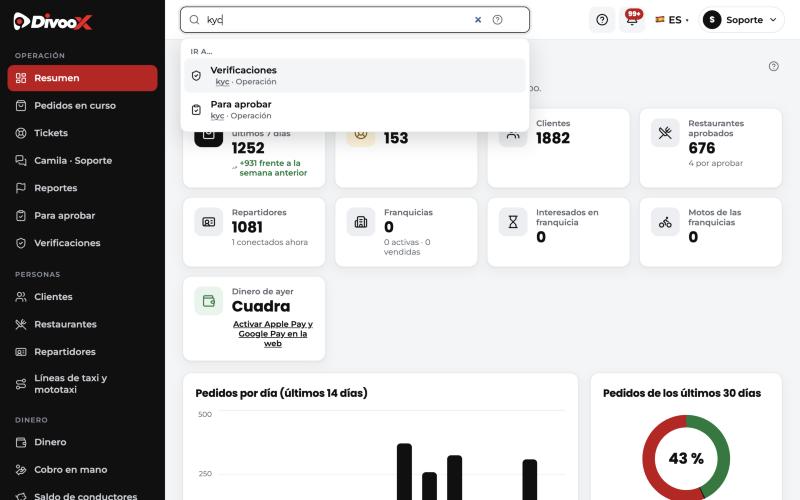 DivooX
kyc
99+
ES
S
Soporte
OPERACIÓN
Resumen
Pedidos en curso
Tickets
Camila · Soporte
Reportes
Para aprobar
Verificaciones
PERSONAS
Clientes
Restaurantes
Repartidores
Líneas de taxi y
mototaxi
DINERO
Dinero
Cobro en mano
Saldo de conductores
IR A...
Verificaciones
kyc · Operación
Para aprobar
kyc · Operación
po.
últimos 7 días
1252
+931 frente a la
semana anterior
153
Clientes
1882
Restaurantes
aprobados
676
4 por aprobar
Repartidores
1081
1 conectados ahora
Franquicias
0
0 activas · 0
vendidas
Interesados en
franquicia
0
Motos de las
franquicias
0
Dinero de ayer
Cuadra
Activar Apple Pay y
Google Pay en la
web
Pedidos por día (últimos 14 días)
500
250
Pedidos de los últimos 30 días
43 %